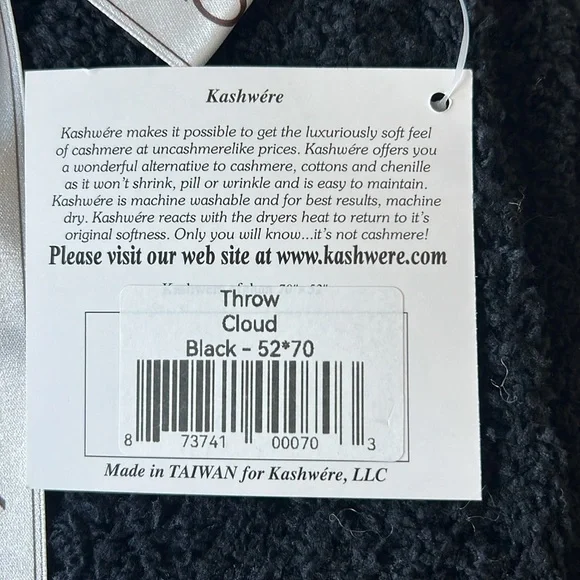 Kashwére
Kashwére makes it possible to get the luxuriously soft feel
of cashmere at uncashmerelike prices. Kashwére offers you
a wonderful alternative to cashmere, cottons and chenille
as it won't shrink, pill or wrinkle and is easy to maintain.
Kashwére is machine washable and for best results, machine
dry. Kashwére reacts with the dryers heat to return to it's
original softness. Only you will know...it's not cashmere!
Please visit our web site at www.kashwere.com
Throw
Cloud
Black - 52*70
8 73741 00070 3
Made in TAIWAN for Kashwére, LLC